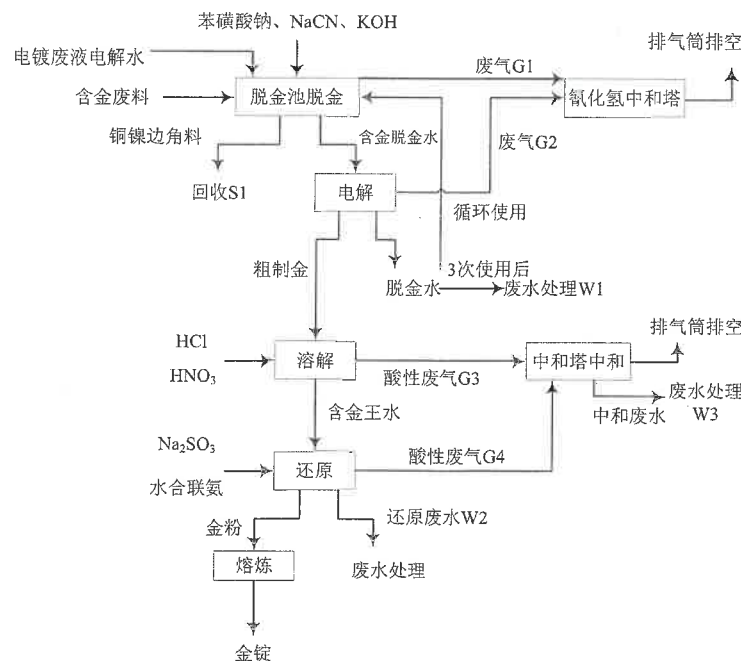 苯磺酸钠、NaCN、KOH
排气筒排空
电镀废液电解水
废气G1
含金废料
脱金池脱金
氰化氢中和塔
铜镍边角料
含金脱金水
废气G2
回收S1
电解
循环使用
粗制金
3次使用后
脱金水
废水处理W1
排气筒排空
HCl
溶解
中和塔中和
HNO₃
酸性废气G3
废水处理
W3
中和废水
含金王水
Na₂SO₃
还原
酸性废气G4
水合联氨
金粉
还原废水W2
熔炼
废水处理
金锭